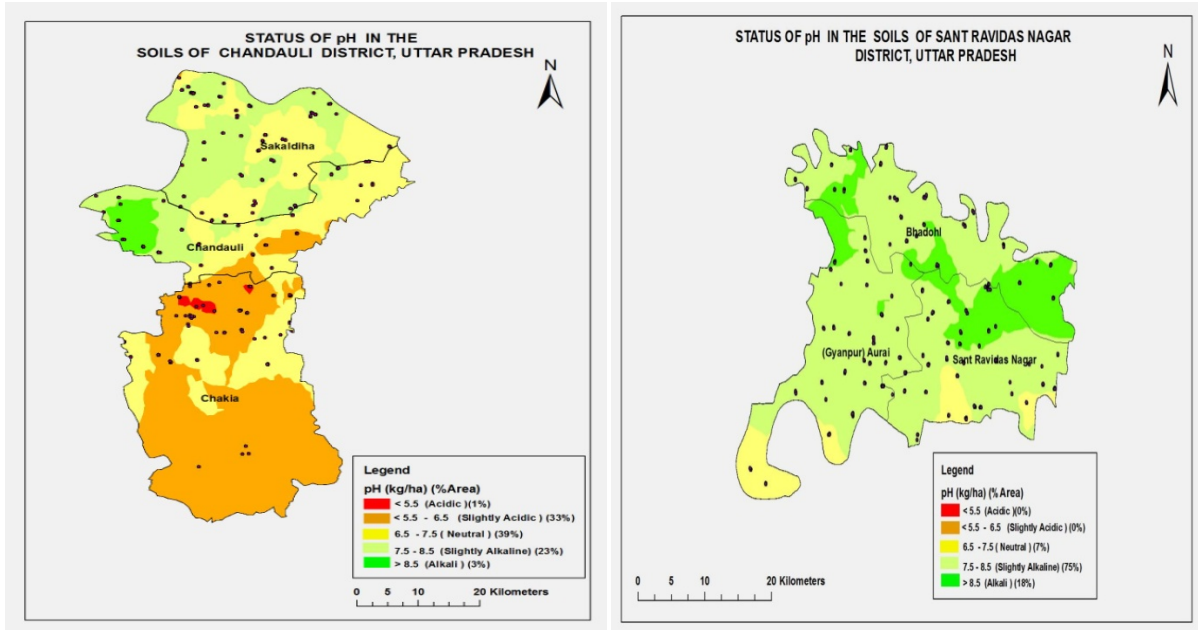 STATUS OF pH IN THE
SOILS OF CHANDAULI DISTRICT, UTTAR PRADESH
N
Sakaldiha
Chandauli
Chakia
Legend
pH (kg/ha) (%Area)
< 5.5 (Acidic )(1%)
< 5.5 - 6.5 (Slightly Acidic ) (33%)
6.5 - 7.5 ( Neutral ) (39%)
7.5 - 8.5 (Slightly Alkaline ) (23%)
> 8.5 (Alkali ) (3%)
0 5 10 20 Kilometers
STATUS OF pH IN THE SOILS OF SANT RAVIDAS NAGAR
DISTRICT, UTTAR PRADESH
N
Bhadohi
(Gyanpur) Aurai
Sant Ravidas Nagar
Legend
pH (kg/ha) (% Area)
< 5.5 (Acidic )(0%)
< 5.5 - 6.5 (Slightly Acidic ) (0%)
6.5 - 7.5 ( Neutral ) (7%)
7.5 - 8.5 (Slightly Alkaline) (75%)
> 8.5 (Alkali ) (18%)
0 5 10 20 Kilometers